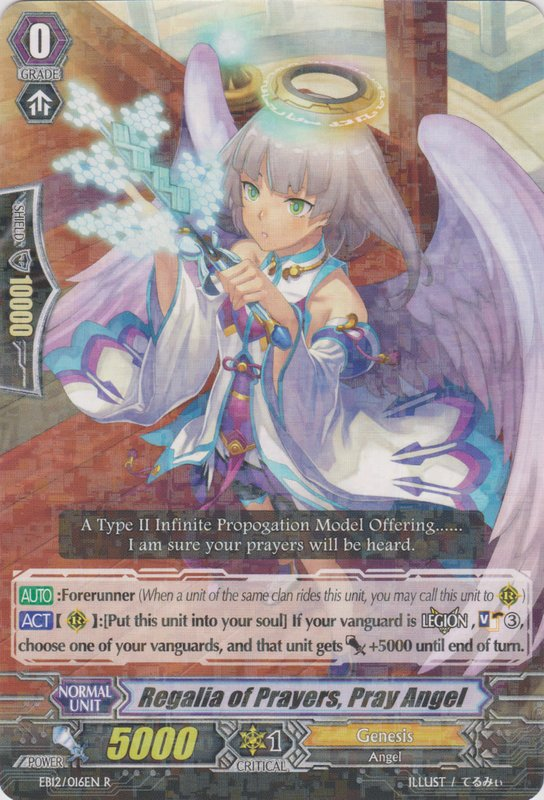 0
GRADE
SHIELD
10000
A Type II Infinite Propogation Model Offering......
I am sure your prayers will be heard.
AUTO :Forerunner (When a unit of the same clan rides this unit, you may call this unit to R)
ACT【 R 】:[Put this unit into your soul] If your vanguard is LEGION , V 3,
choose one of your vanguards, and that unit gets +5000 until end of turn.
NORMAL
UNIT
Regalia of Prayers, Pray Angel
POWER
5000
1
CRITICAL
Genesis
Angel
EB12/016EN R
ILLUST / てるみぃ